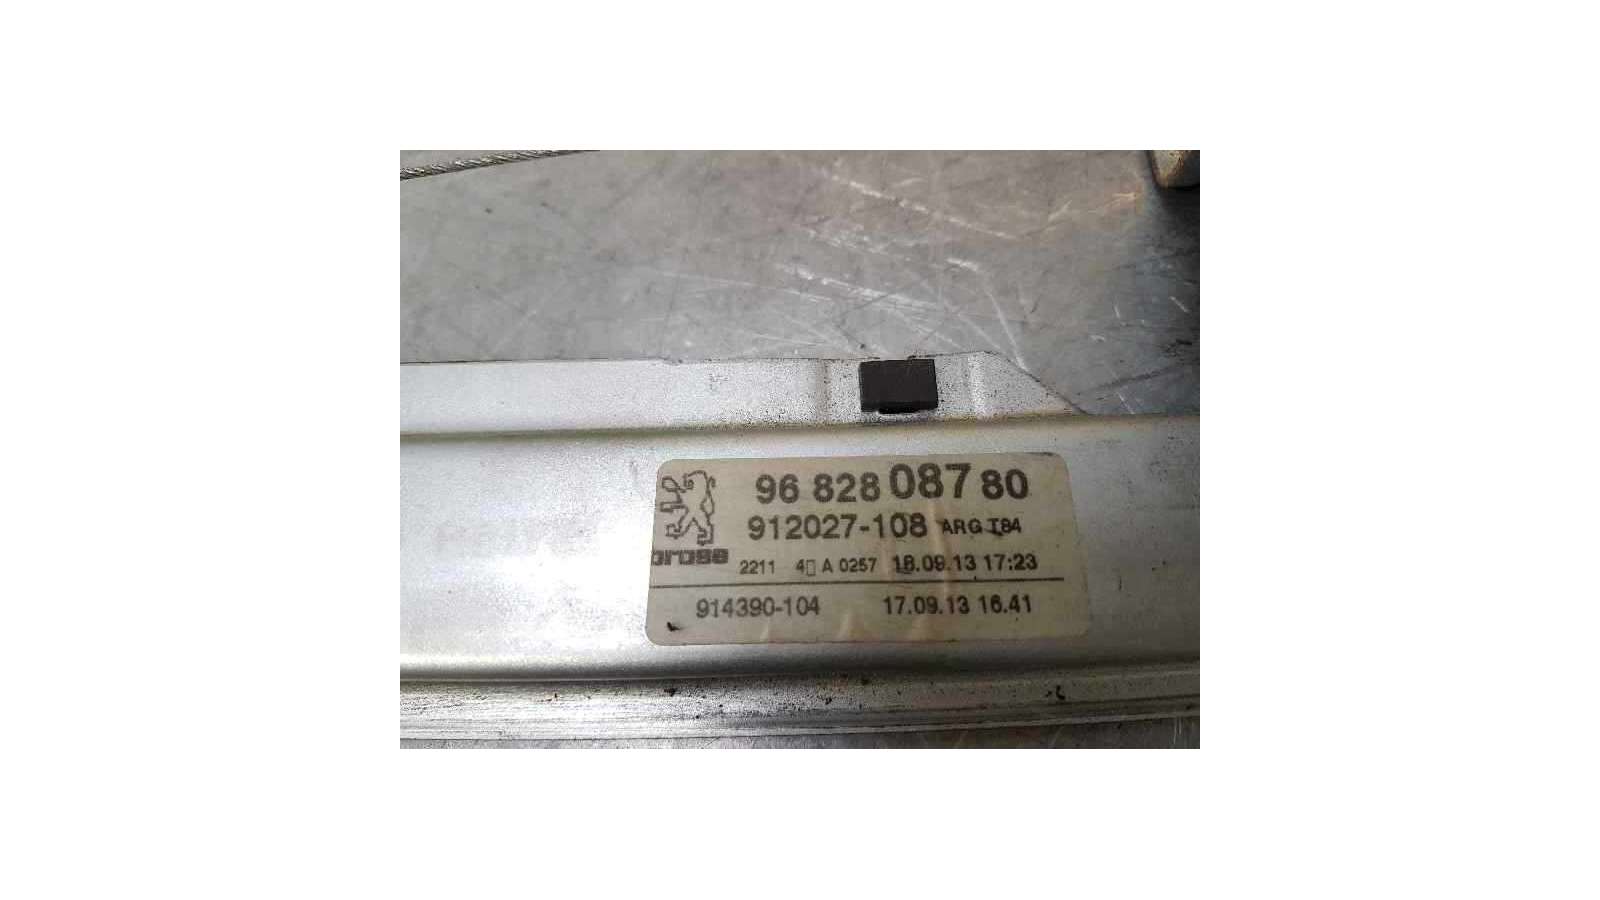 96 828 087 80
912027-108 ARG T84
brose
2211 4▯ A 0257 18.09.13 17:23
914390-104 17.09.13 16.41